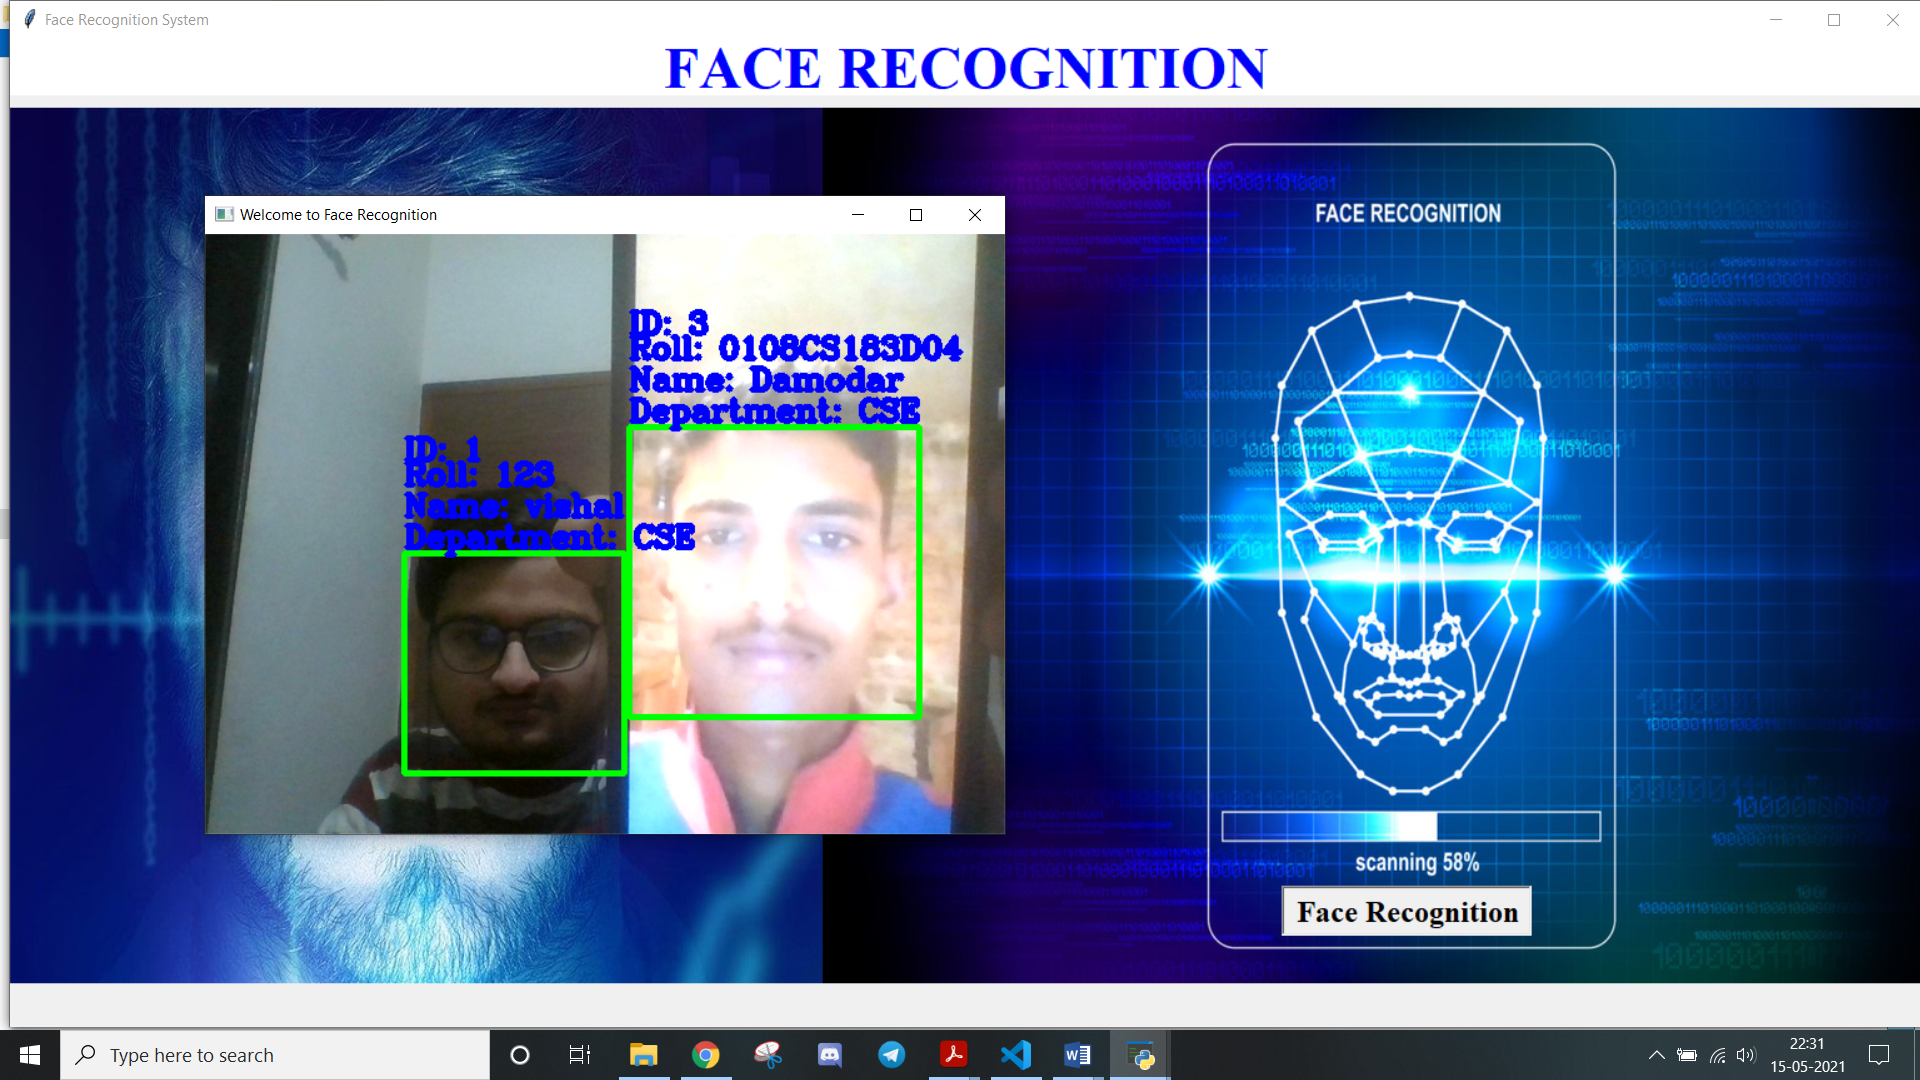 Face Recognition System
FACE RECOGNITION
Welcome to Face Recognition
ID: 3
Roll: 0108CS183D04
Name: Damodar
Department: CSE
ID: 1
Roll: 123
Name: vishal
Department: CSE
FACE RECOGNITION
scanning 58%
Face Recognition
Type here to search
22:31
15-05-2021